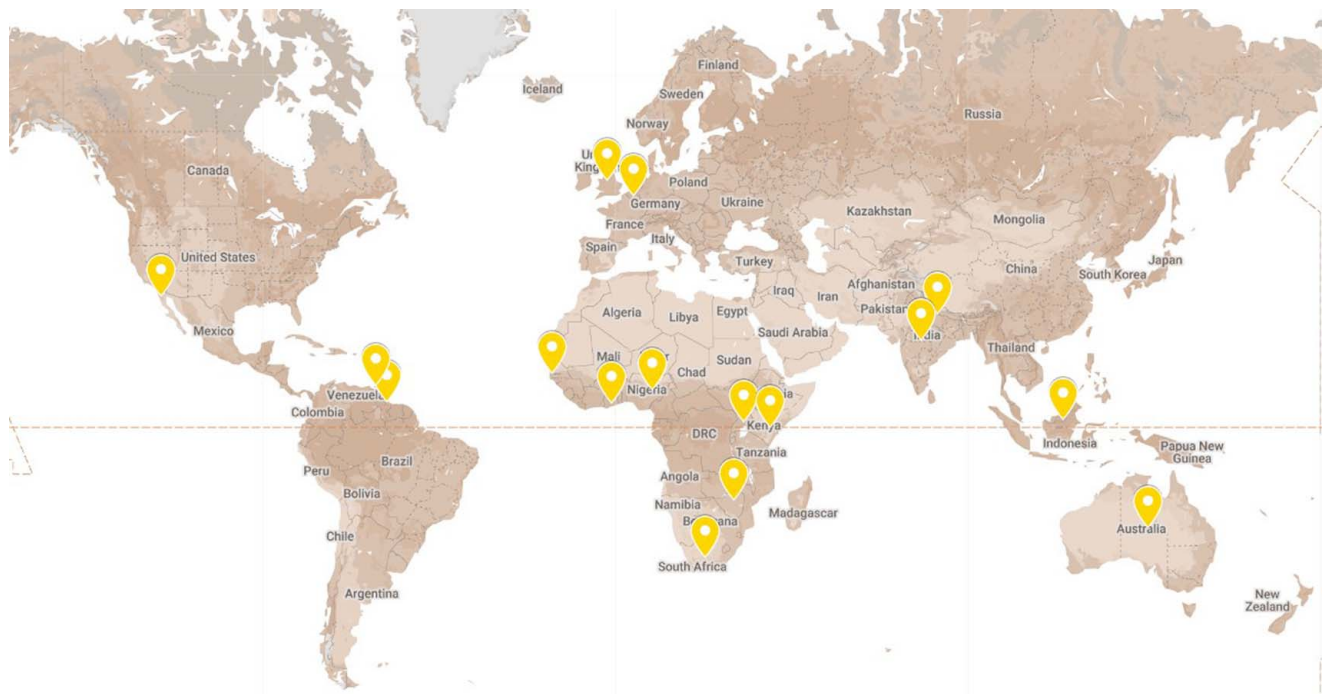 Finland
Iceland
Sweden
Russia
Norway
Canada
Poland
Ukraine
Germany
Kazakhstan
Mongolia
France
Italy
Spain
United States
Turkey
Japan
China
South Korea
Afghanistan
Iraq
Iran
Pakistan
Algeria
Libya
Egypt
Mexico
Saudi Arabia
India
Thailand
Mali
Sudan
Chad
Nigeria
Venezuela
Colombia
Kenya
DRC
Indonesia
Papua New
Guinea
Tanzania
Brazil
Peru
Angola
Bolivia
Namibia
Madagascar
Australia
Chile
South Africa
Argentina
New
Zealand